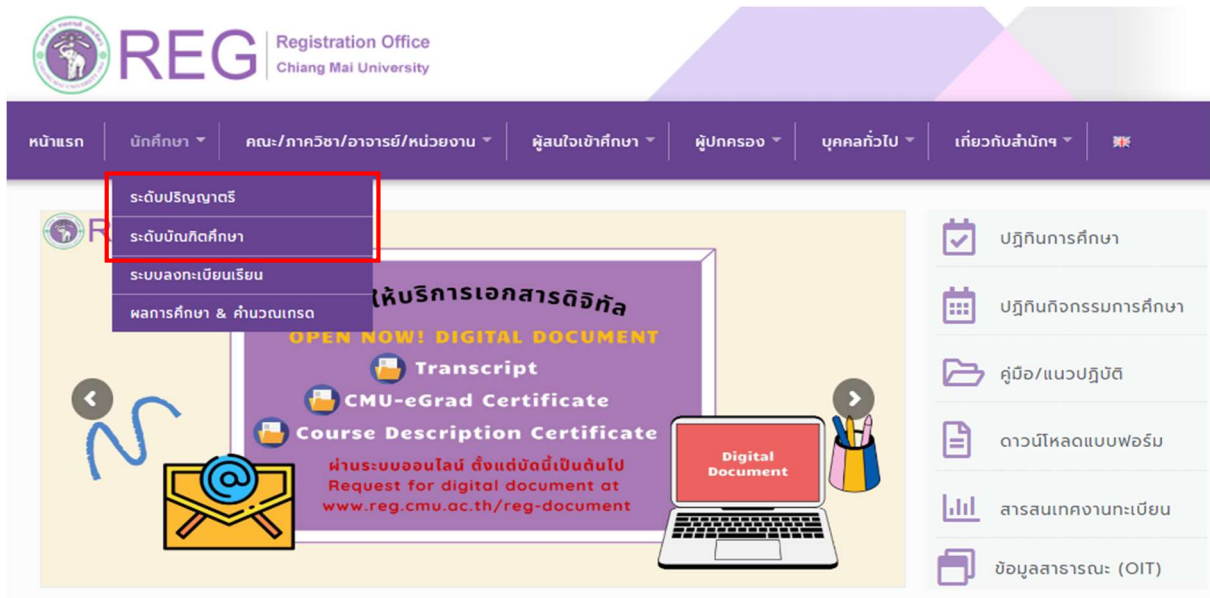 REG
Registration Office
Chiang Mai University
หน้าแรก
นักศึกษา
คณะ/ภาควิชา/อาจารย์/หน่วยงาน
ผู้สนใจเข้าศึกษา
ผู้ปกครอง
บุคคลทั่วไป
เกี่ยวกับสำนักฯ
ระดับปริญญาตรี
ระดับบัณฑิตศึกษา
ระบบลงทะเบียนเรียน
ผลการศึกษา & คำนวณเกรด
ให้บริการเอกสารดิจิทัล
OPEN NOW! DIGITAL DOCUMENT
Transcript
CMU-eGrad Certificate
Course Description Certificate
ผ่านระบบออนไลน์ ตั้งแต่บัดนี้เป็นต้นไป
Request for digital document at
www.reg.cmu.ac.th/reg-document
Digital
Document
ปฏิทินการศึกษา
ปฏิทินกิจกรรมการศึกษา
คู่มือ/แนวปฏิบัติ
ดาวน์โหลดแบบฟอร์ม
สารสนเทศงานทะเบียน
ข้อมูลสาธารณะ (OIT)